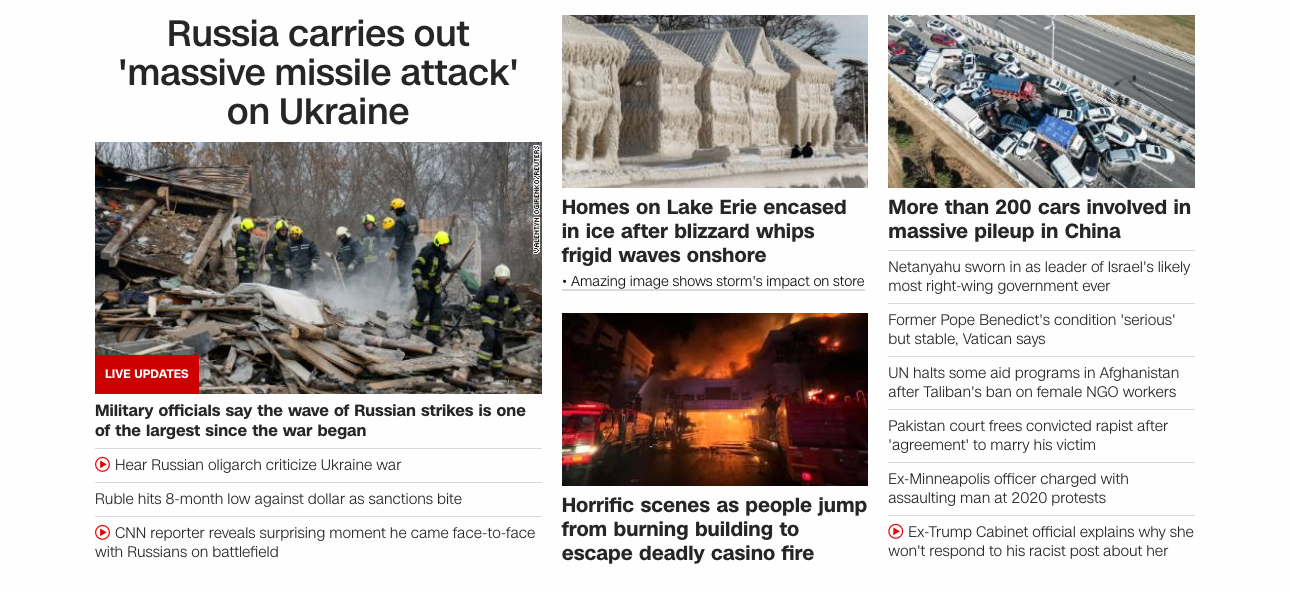 Russia carries out
'massive missile attack'
on Ukraine
VALENTYN OGIRENKO/REUTERS
LIVE UPDATES
Military officials say the wave of Russian strikes is one
of the largest since the war began
Hear Russian oligarch criticize Ukraine war
Ruble hits 8-month low against dollar as sanctions bite
CNN reporter reveals surprising moment he came face-to-face
with Russians on battlefield
Homes on Lake Erie encased
in ice after blizzard whips
frigid waves onshore
• Amazing image shows storm's impact on store
Horrific scenes as people jump
from burning building to
escape deadly casino fire
More than 200 cars involved in
massive pileup in China
Netanyahu sworn in as leader of Israel's likely
most right-wing government ever
Former Pope Benedict's condition 'serious'
but stable, Vatican says
UN halts some aid programs in Afghanistan
after Taliban's ban on female NGO workers
Pakistan court frees convicted rapist after
'agreement' to marry his victim
Ex-Minneapolis officer charged with
assaulting man at 2020 protests
Ex-Trump Cabinet official explains why she
won't respond to his racist post about her